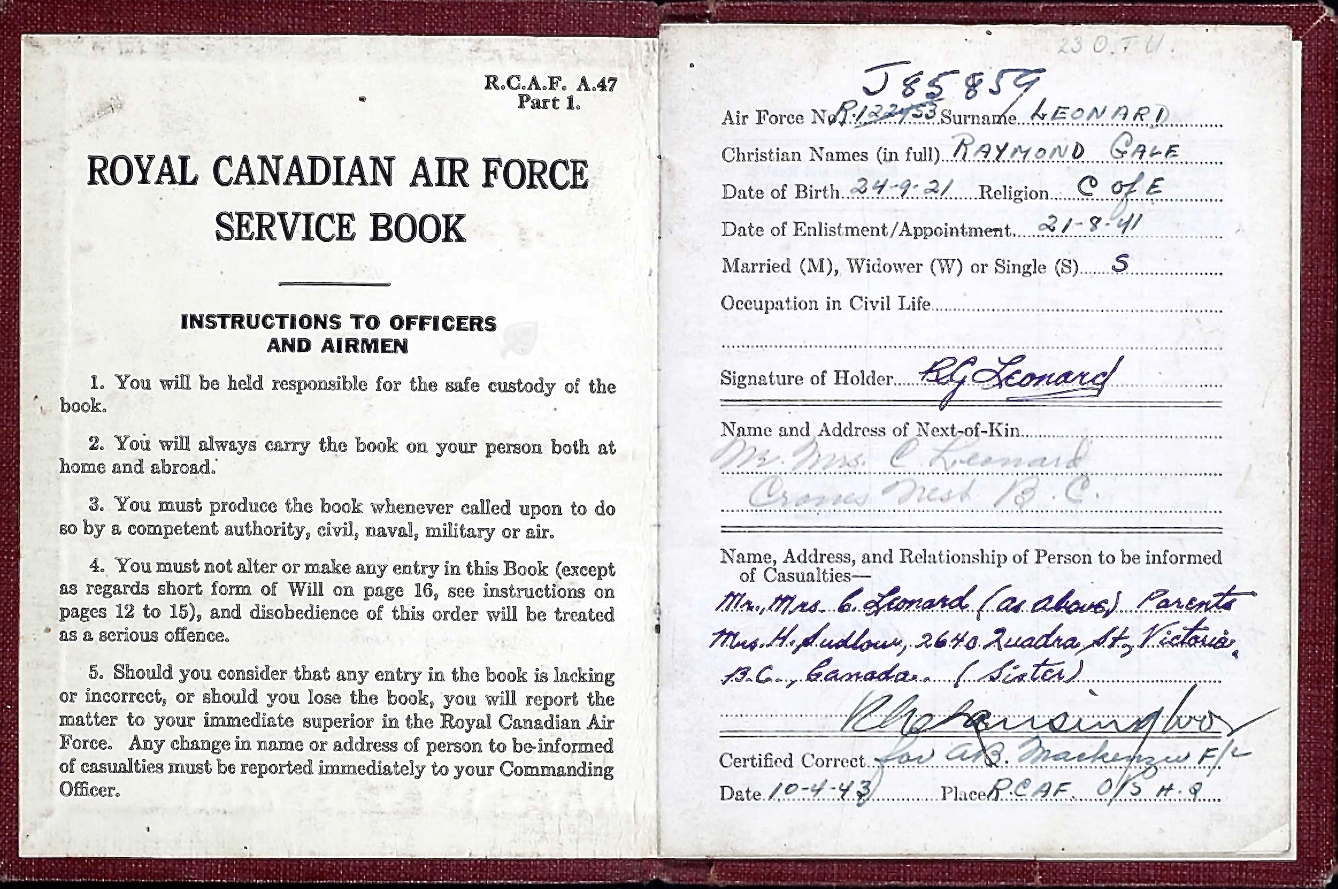 R.C.A.F. A.47
Part 1.
ROYAL CANADIAN AIR FORCE
SERVICE BOOK
INSTRUCTIONS TO OFFICERS
AND AIRMEN
1. You will be held responsible for the safe custody of the
book.
2. You will always carry the book on your person both at
home and abroad.
3. You must produce the book whenever called upon to do
so by a competent authority, civil, naval, military or air.
4. You must not alter or make any entry in this Book (except
as regards short form of Will on page 16, see instructions on
pages 12 to 15), and disobedience of this order will be treated
as a serious offence.
5. Should you consider that any entry in the book is lacking
or incorrect, or should you lose the book, you will report the
matter to your immediate superior in the Royal Canadian Air
Force. Any change in name or address of person to be informed
of casualties must be reported immediately to your Commanding
Officer.
23 O.T.U.
J85859
Air Force No. R.122453 Surname LEONARD
Christian Names (in full) RAYMOND GALE
Date of Birth 24-9-21 Religion C of E
Date of Enlistment/Appointment 21-8-41
Married (M), Widower (W) or Single (S) S
Occupation in Civil Life
Signature of Holder RG Leonard
Name and Address of Next-of-Kin
Mr. Mrs. C Leonard
Crows Nest B.C.
Name, Address, and Relationship of Person to be informed
of Casualties—
Mr., Mrs. C. Leonard (as above) Parents
Mrs. H. Sudlow, 2640 Quadra St., Victoria,
B.C., Canada. (Sister)
Certified Correct for A.B. Mackenzie F/L
Date 10-4-43 Place R.C.A.F. O/S H.Q